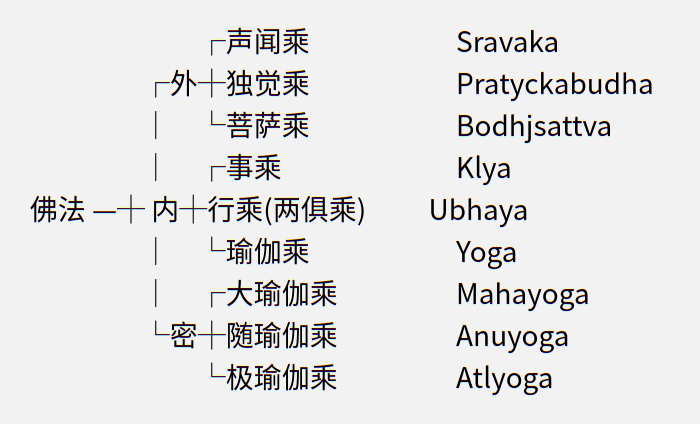 ┌声闻乘 Sravaka
┌外┼独觉乘 Pratyckabudha
│ └菩萨乘 Bodhjsattva
│ ┌事乘 Klya
佛法 —┼ 内┼行乘(两俱乘) Ubhaya
│ └瑜伽乘 Yoga
│ ┌大瑜伽乘 Mahayoga
└密┼随瑜伽乘 Anuyoga
└极瑜伽乘 Atlyoga